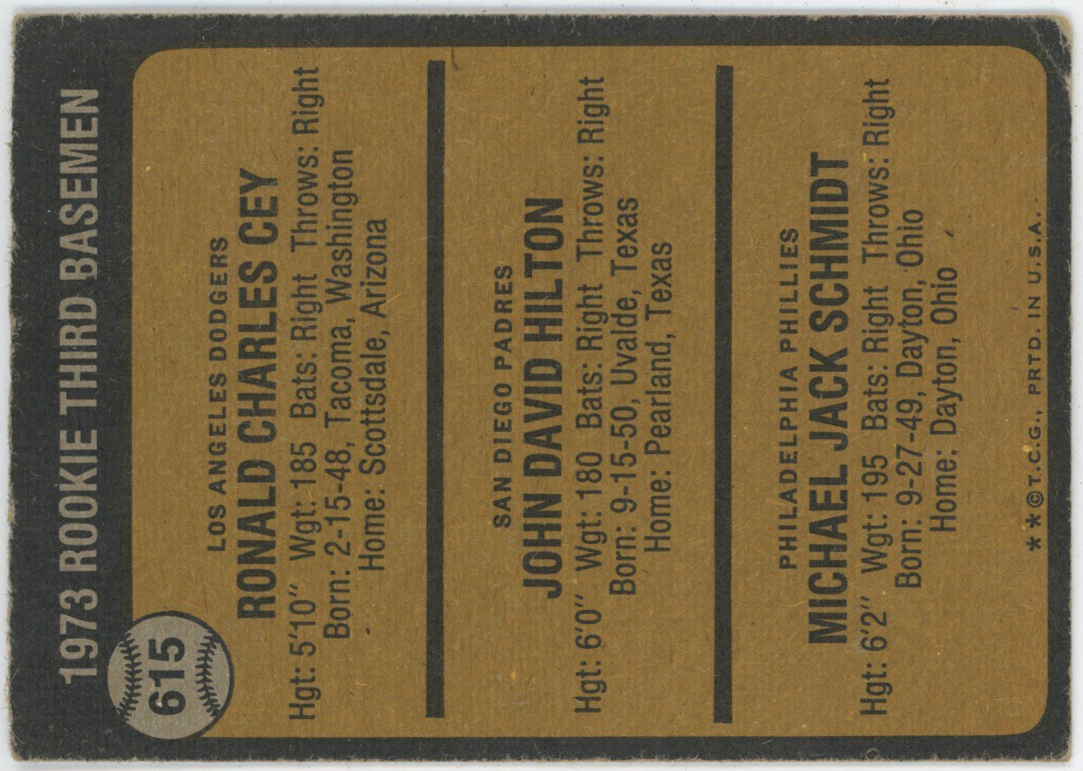 1973 ROOKIE THIRD BASEMEN
615
LOS ANGELES DODGERS
RONALD CHARLES CEY
Hgt: 5'10" Wgt: 185 Bats: Right Throws: Right
Born: 2-15-48, Tacoma, Washington
Home: Scottsdale, Arizona
SAN DIEGO PADRES
JOHN DAVID HILTON
Hgt: 6'0" Wgt: 180 Bats: Right Throws: Right
Born: 9-15-50, Uvalde, Texas
Home: Pearland, Texas
PHILADELPHIA PHILLIES
MICHAEL JACK SCHMIDT
Hgt: 6'2" Wgt: 195 Bats: Right Throws: Right
Born: 9-27-49, Dayton, Ohio
Home: Dayton, Ohio
**©T.C.G., PRTD. IN U.S.A.